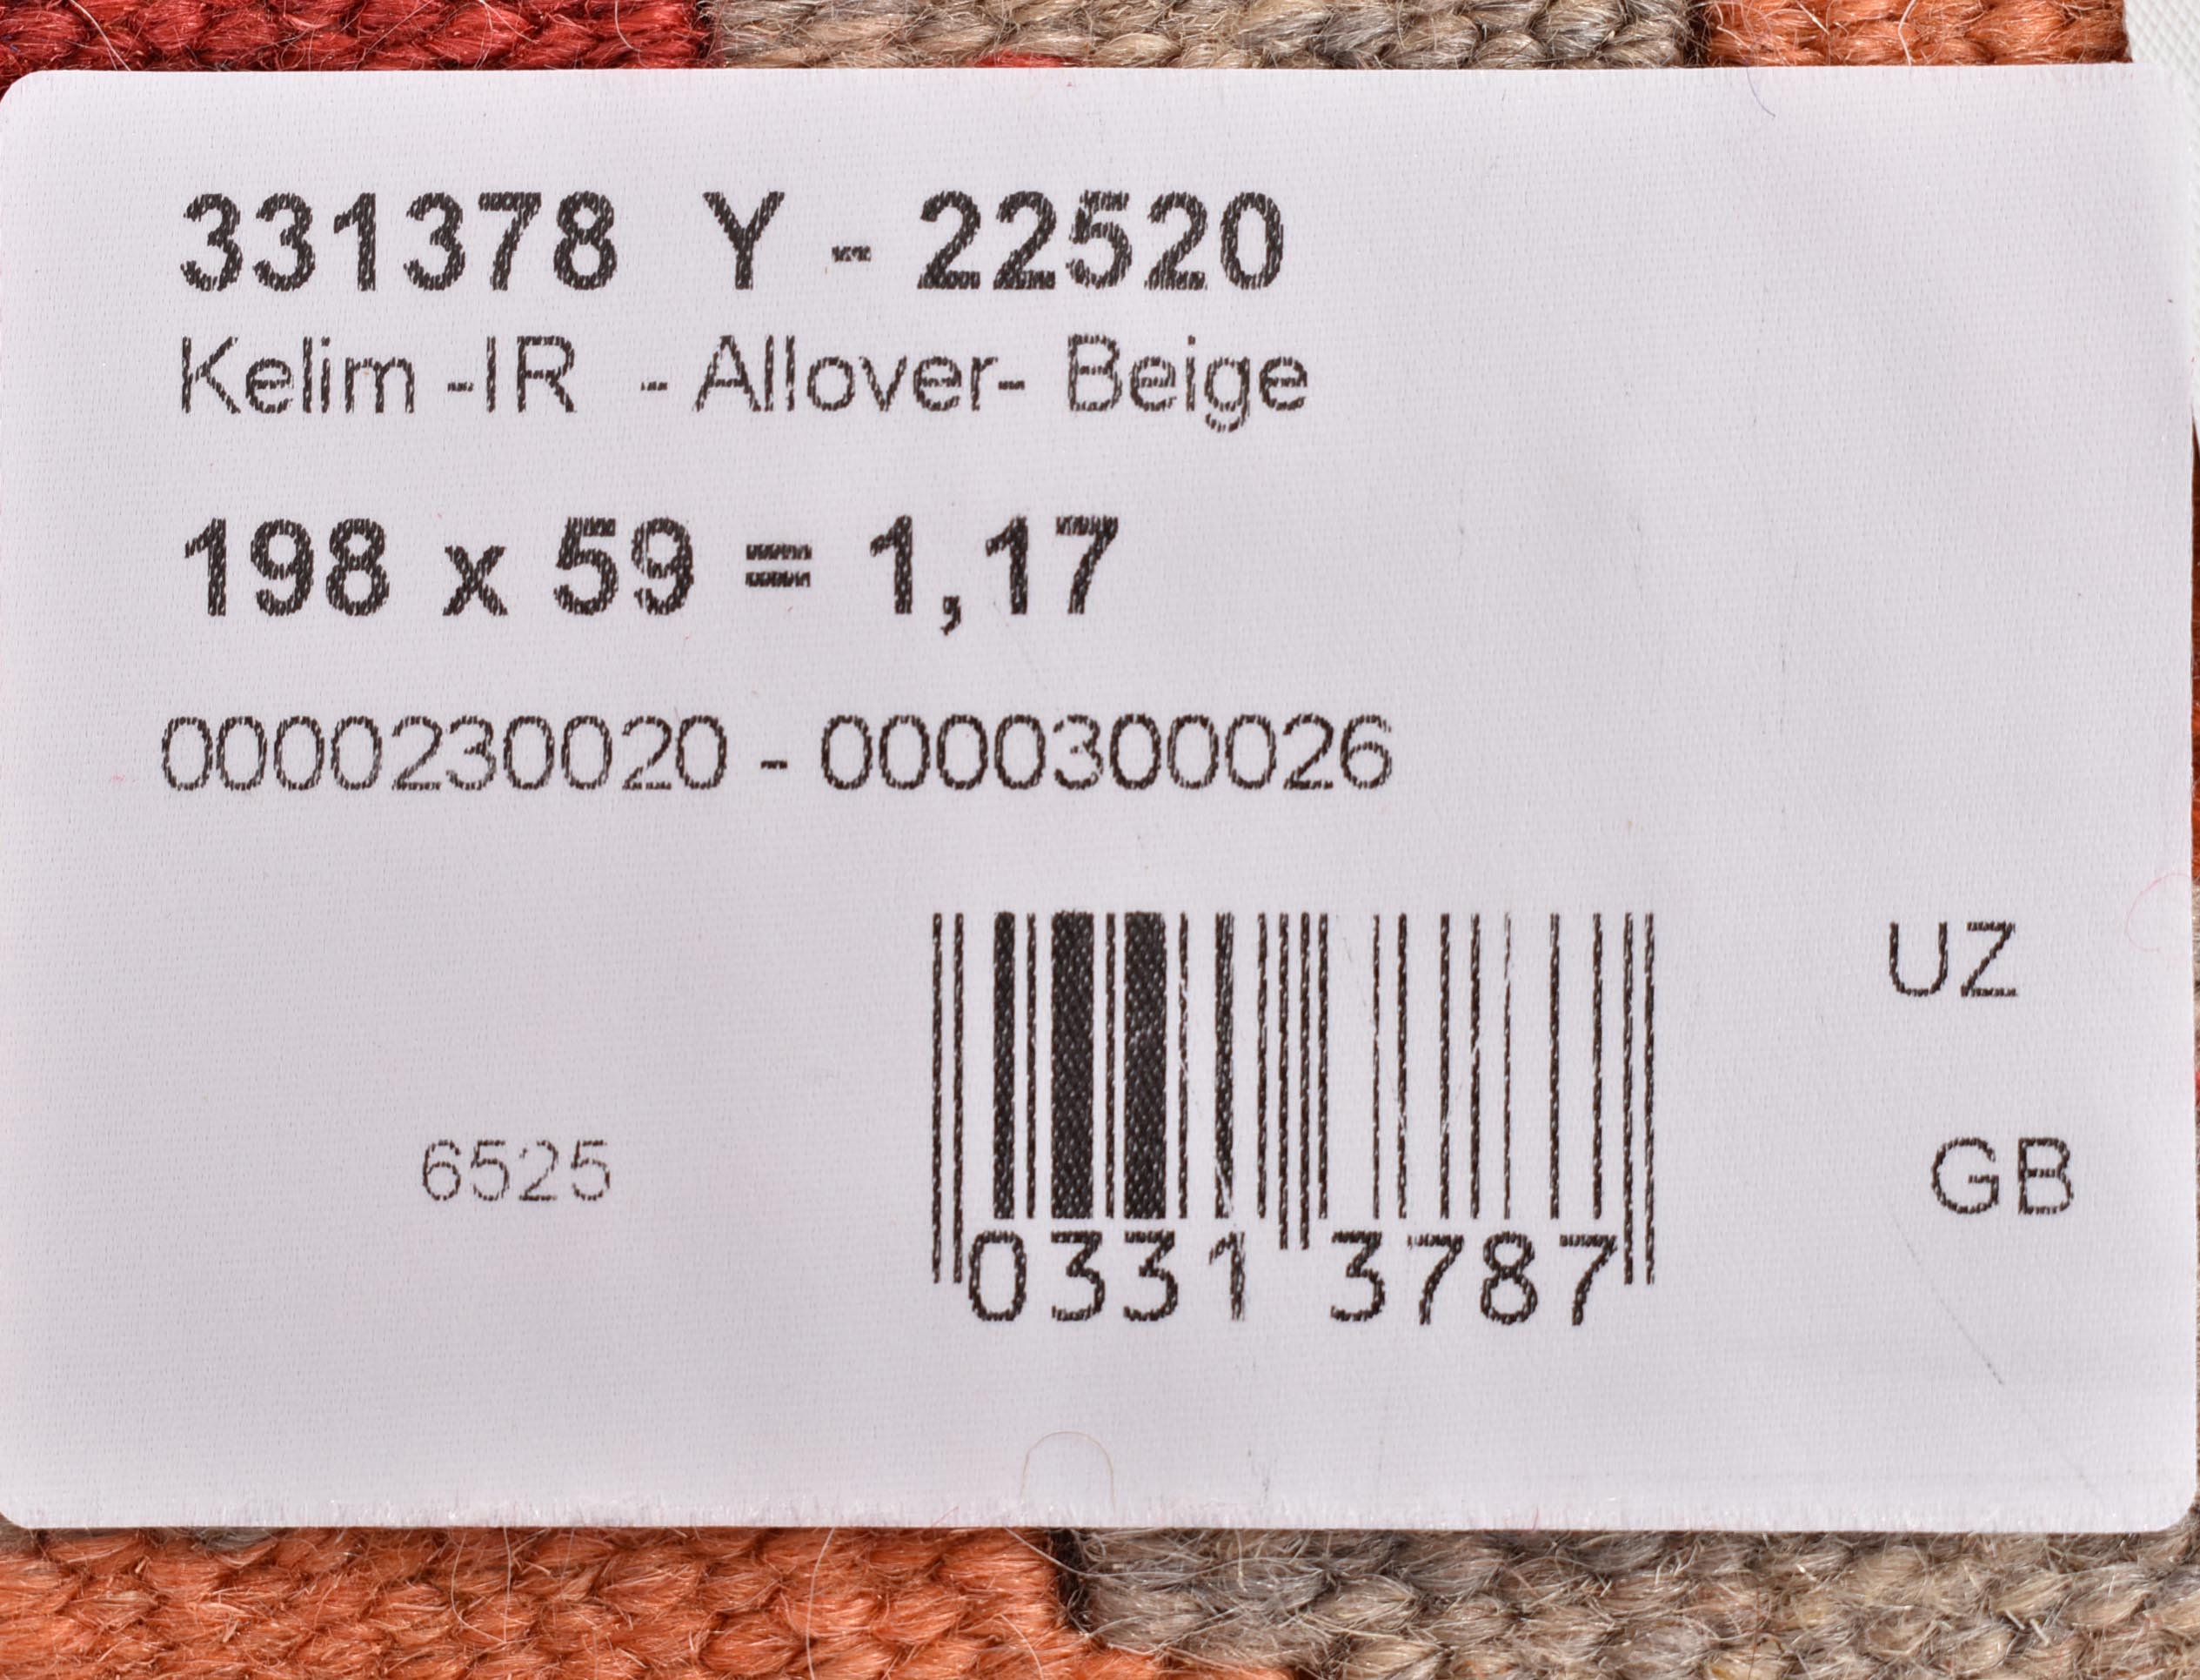 331378 Y - 22520
Kelim -IR - Allover- Beige
198 x 59 = 1,17
0000230020 - 0000300026
UZ
6525
GB
0331 3787